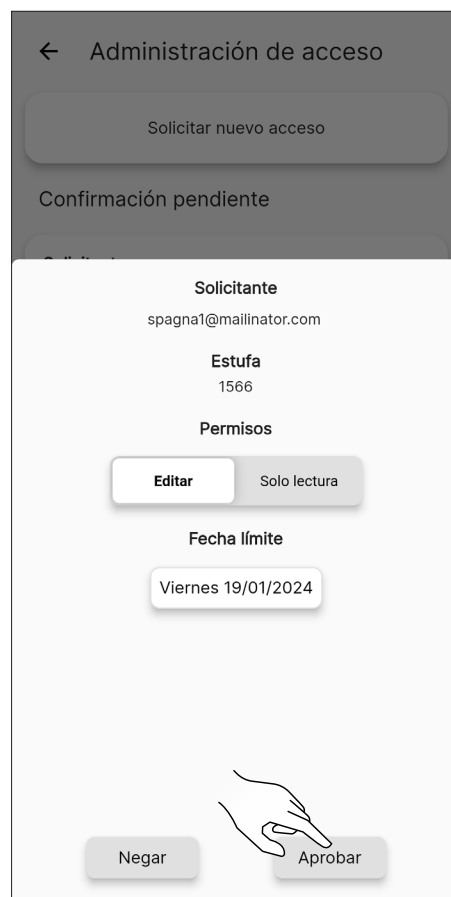 Administración de acceso
Solicitar nuevo acceso
Confirmación pendiente
Solicitante
spagna1@mailinator.com
Estufa
1566
Permisos
Editar Solo lectura
Fecha límite
Viernes 19/01/2024
Negar Aprobar